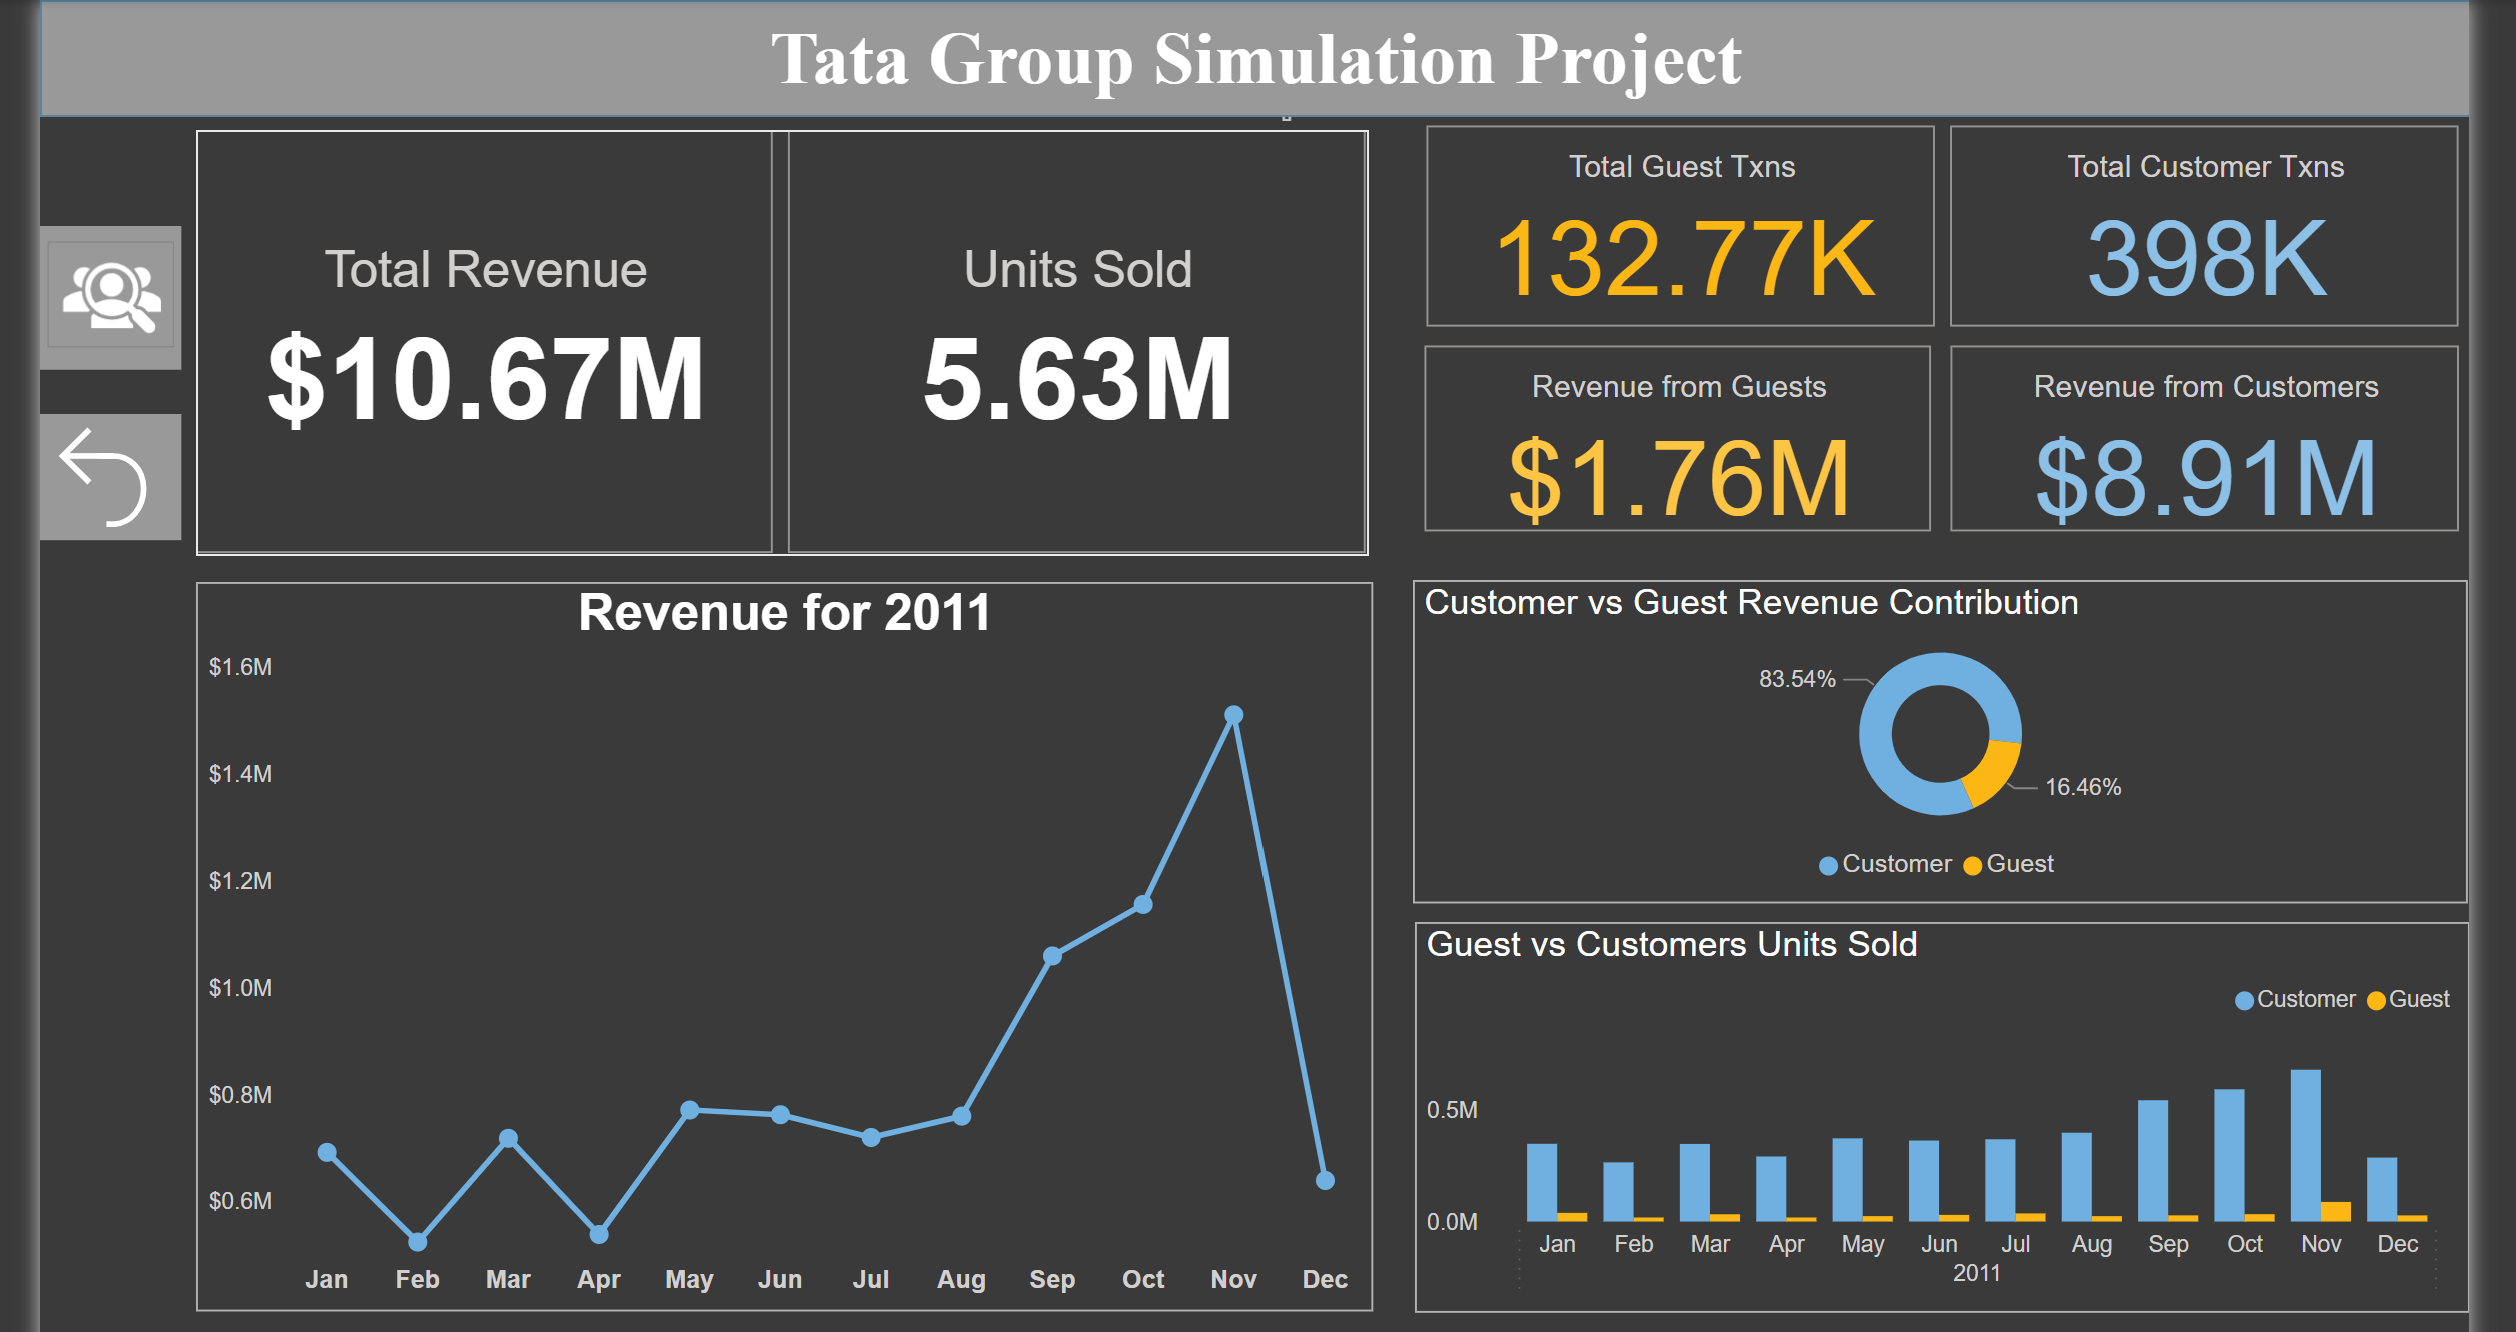 Tata Group Simulation Project
Total Revenue
$10.67M
Units Sold
5.63M
Total Guest Txns
132.77K
Total Customer Txns
398K
Revenue from Guests
$1.76M
Revenue from Customers
$8.91M
Revenue for 2011
$1.6M
$1.4M
$1.2M
$1.0M
$0.8M
$0.6M
Jan Feb Mar Apr May Jun Jul Aug Sep Oct Nov Dec
Customer vs Guest Revenue Contribution
83.54%
16.46%
Customer Guest
Guest vs Customers Units Sold
Customer Guest
0.5M
0.0M
Jan Feb Mar Apr May Jun Jul Aug Sep Oct Nov Dec
2011